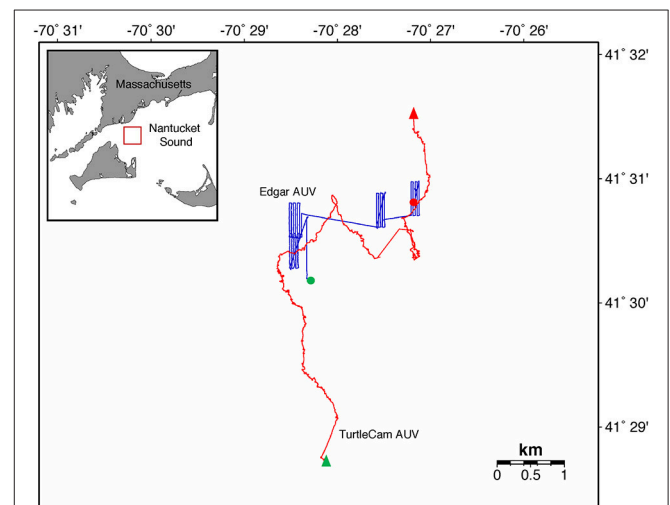 -70˚ 31' -70˚ 30' -70˚ 29' -70˚ 28' -70˚ 27' -70˚ 26'
41˚ 32'
Massachusetts
Nantucket
Sound
41˚ 31'
Edgar AUV
41˚ 30'
41˚ 29'
TurtleCam AUV
km
0 0.5 1